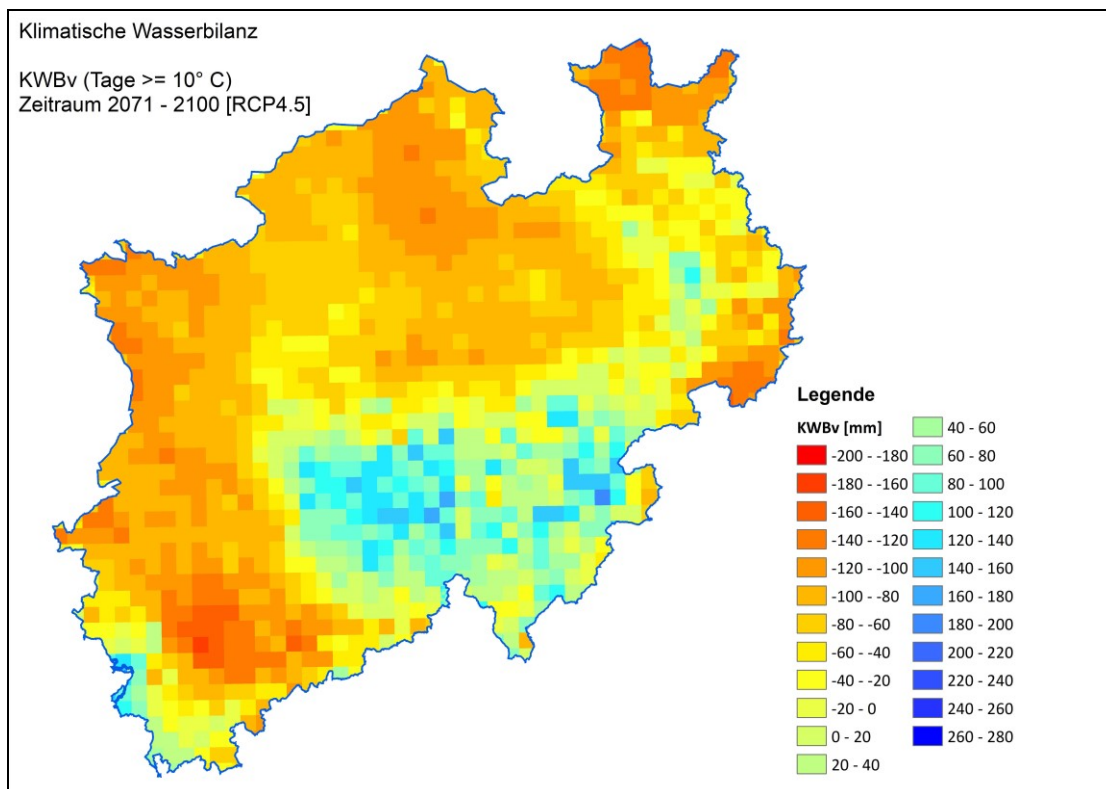 Klimatische Wasserbilanz
KWBv (Tage >= 10° C)
Zeitraum 2071 - 2100 [RCP4.5]
Legende
KWBv [mm]
-200 - -180
-180 - -160
-160 - -140
-140 - -120
-120 - -100
-100 - -80
-80 - -60
-60 - -40
-40 - -20
-20 - 0
0 - 20
20 - 40
40 - 60
60 - 80
80 - 100
100 - 120
120 - 140
140 - 160
160 - 180
180 - 200
200 - 220
220 - 240
240 - 260
260 - 280